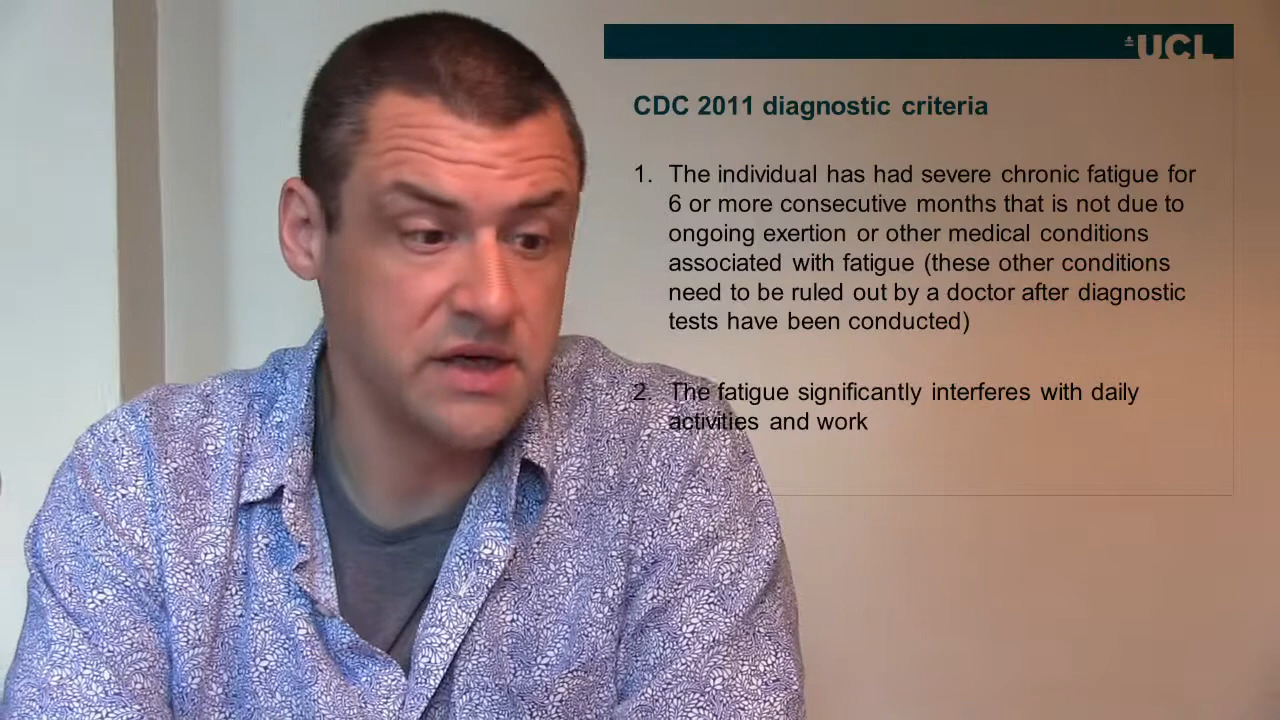 UCL
CDC 2011 diagnostic criteria
1. The individual has had severe chronic fatigue for
6 or more consecutive months that is not due to
ongoing exertion or other medical conditions
associated with fatigue (these other conditions
need to be ruled out by a doctor after diagnostic
tests have been conducted)
2. The fatigue significantly interferes with daily
activities and work